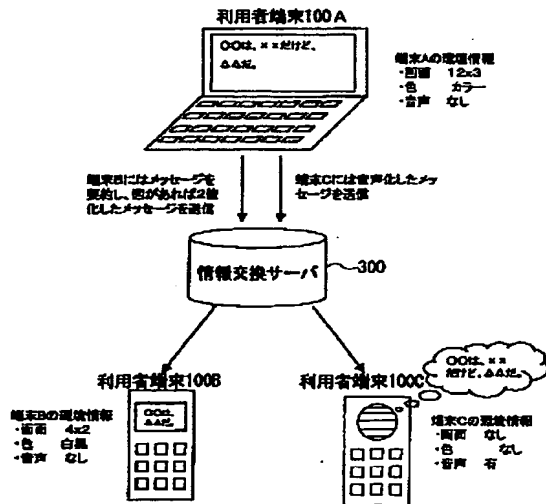 利用者端末100A
○○は、××だけど、
△△だ。
端末Aの環境情報
・画面 12x3
・色 カラー
・音声 なし
端末Bにはメッセージを
要約し、色があれば2値
化したメッセージを送信
端末Cには音声化したメッ
セージを送信
情報交換サーバ
300
利用者端末100B
○○は、
△△だ。
端末Bの環境情報
・画面 4x2
・色 白黒
・音声 なし
利用者端末100C
○○は、××
だけど、△△だ。
端末Cの環境情報
・画面 なし
・色 なし
・音声 有